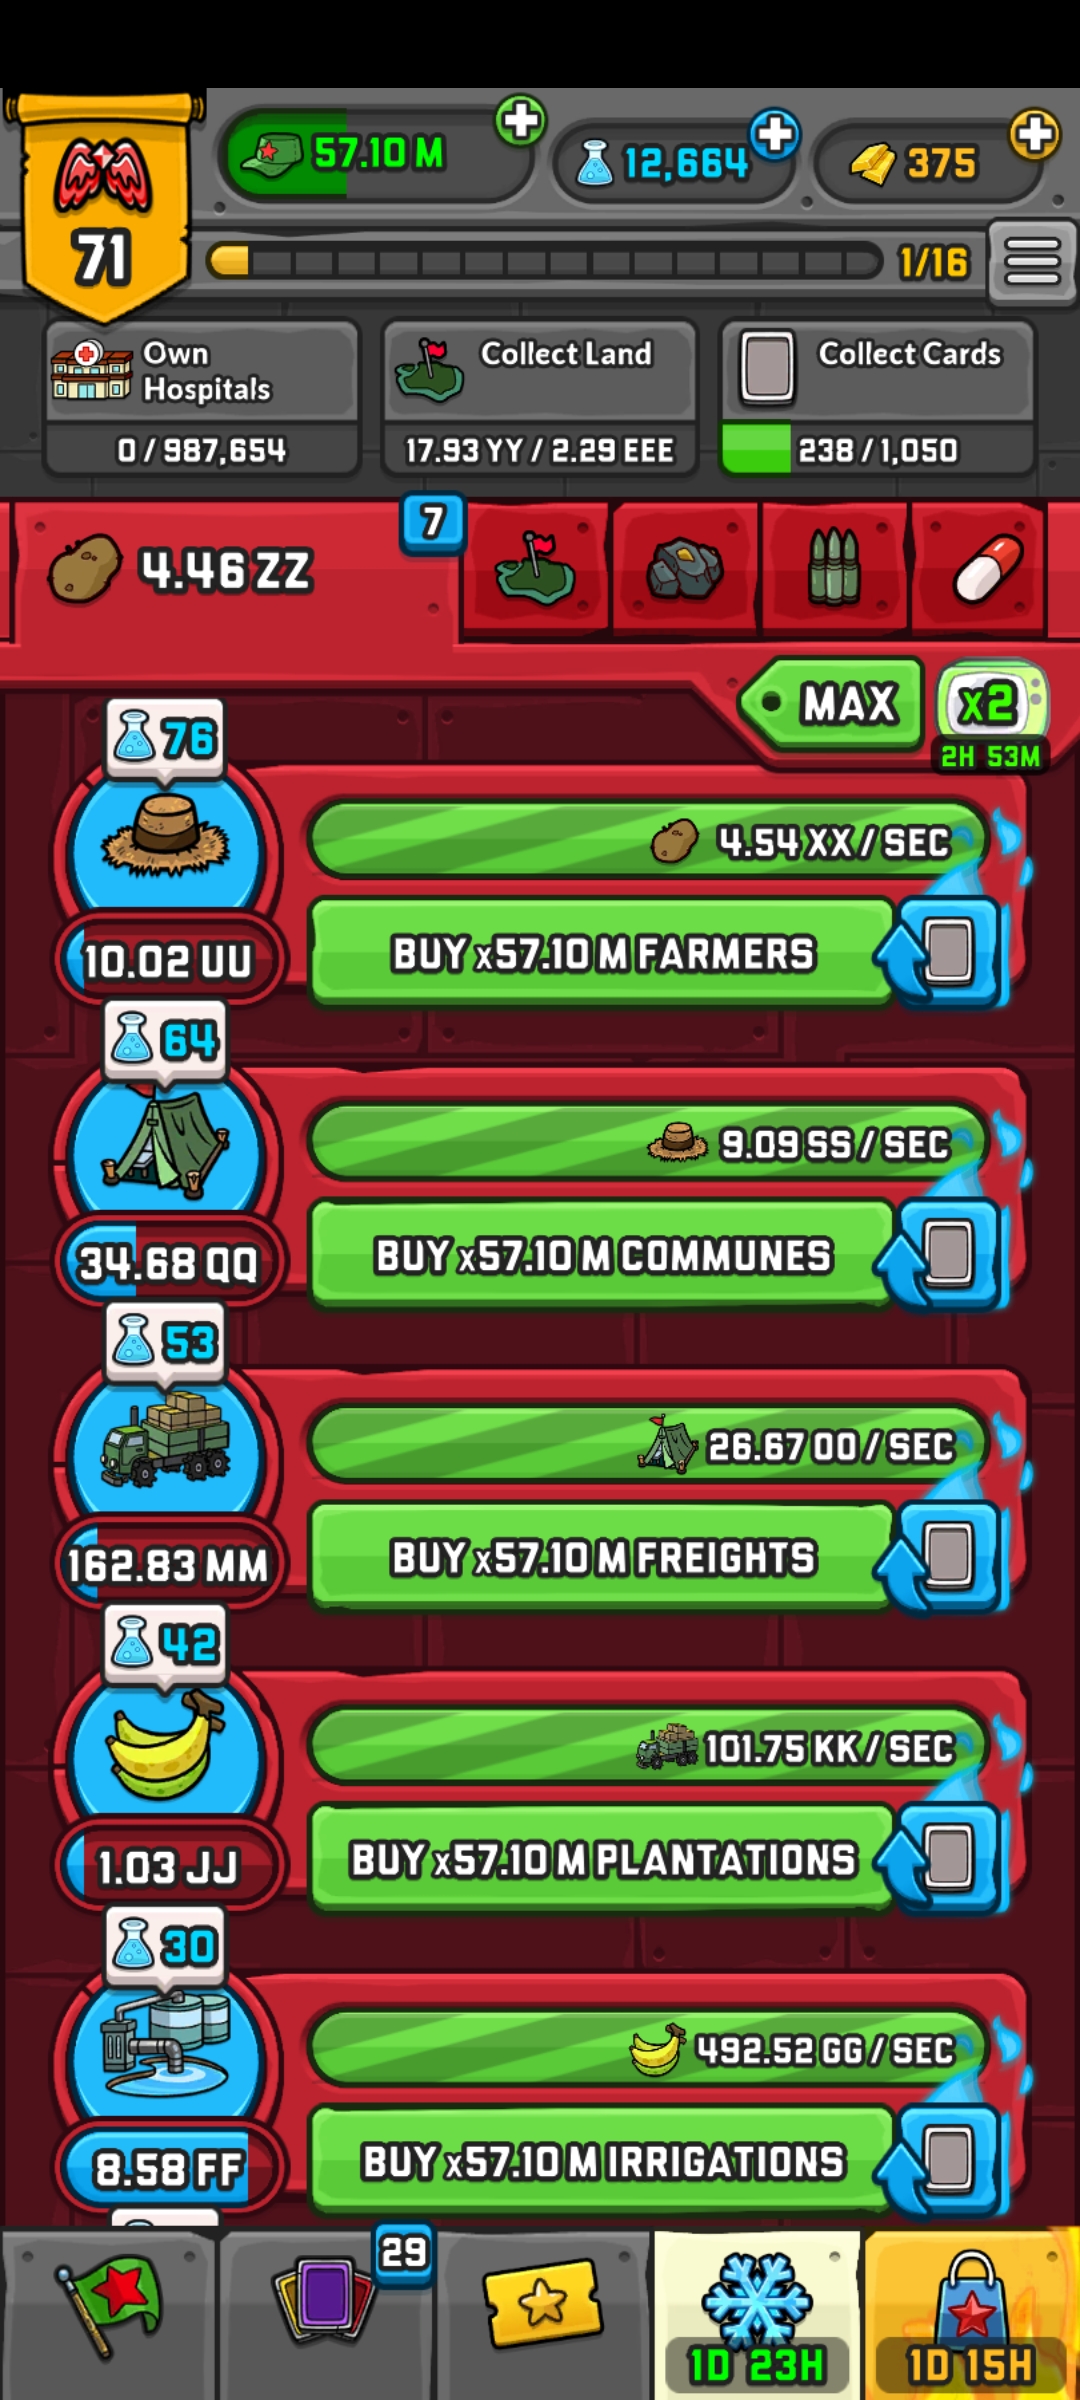 57.10 M
12,664
375
71
1/16
Own
Hospitals
Collect Land
Collect Cards
0 / 987,654
17.93 YY / 2.29 EEE
238 / 1,050
7
4.46 ZZ
MAX
x2
2H 53M
76
4.54 XX / SEC
10.02 UU
BUY x57.10 M FARMERS
64
9.09 SS / SEC
34.68 QQ
BUY x57.10 M COMMUNES
53
26.67 OO / SEC
162.83 MM
BUY x57.10 M FREIGHTS
42
101.75 KK / SEC
1.03 JJ
BUY x57.10 M PLANTATIONS
30
492.52 GG / SEC
8.58 FF
BUY x57.10 M IRRIGATIONS
29
1D 23H
1D 15H